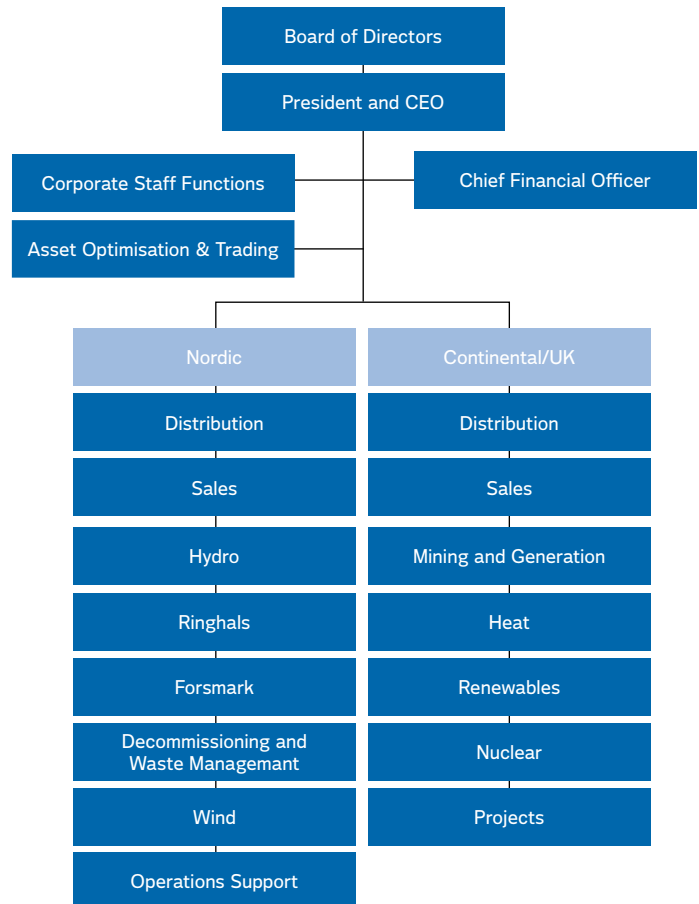 Board of Directors
President and CEO
Corporate Staff Functions
Chief Financial Officer
Asset Optimisation & Trading
Nordic
Continental/UK
Distribution
Distribution
Sales
Sales
Hydro
Mining and Generation
Ringhals
Heat
Forsmark
Renewables
Decommissioning and
Waste Managemant
Nuclear
Wind
Projects
Operations Support